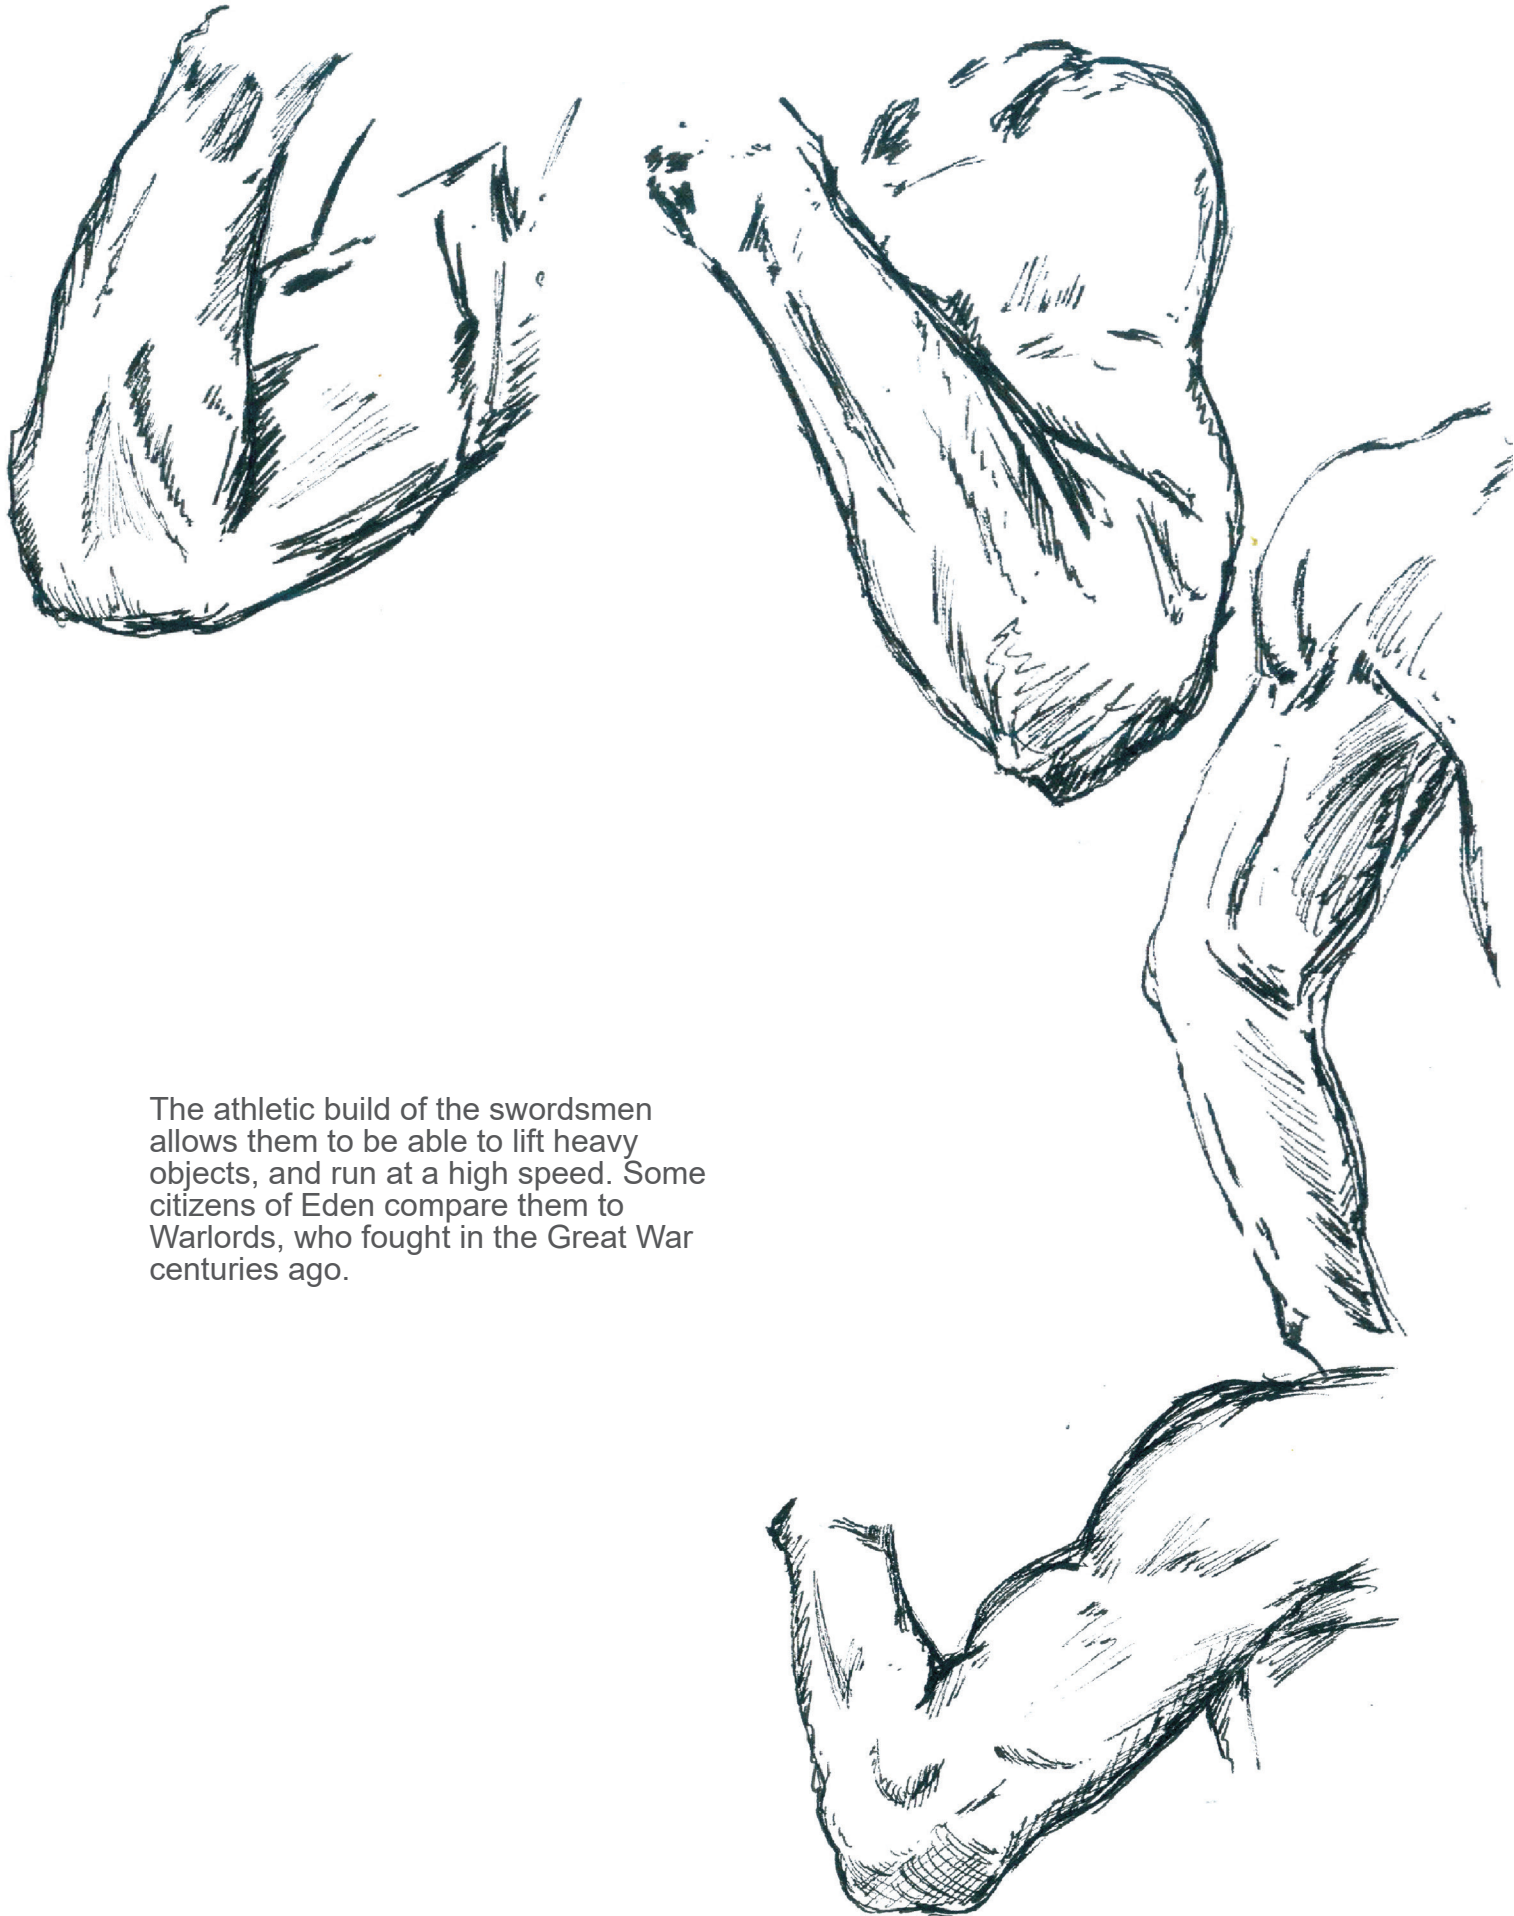 The athletic build of the swordsmen
allows them to be able to lift heavy
objects, and run at a high speed. Some
citizens of Eden compare them to
Warlords, who fought in the Great War
centuries ago.